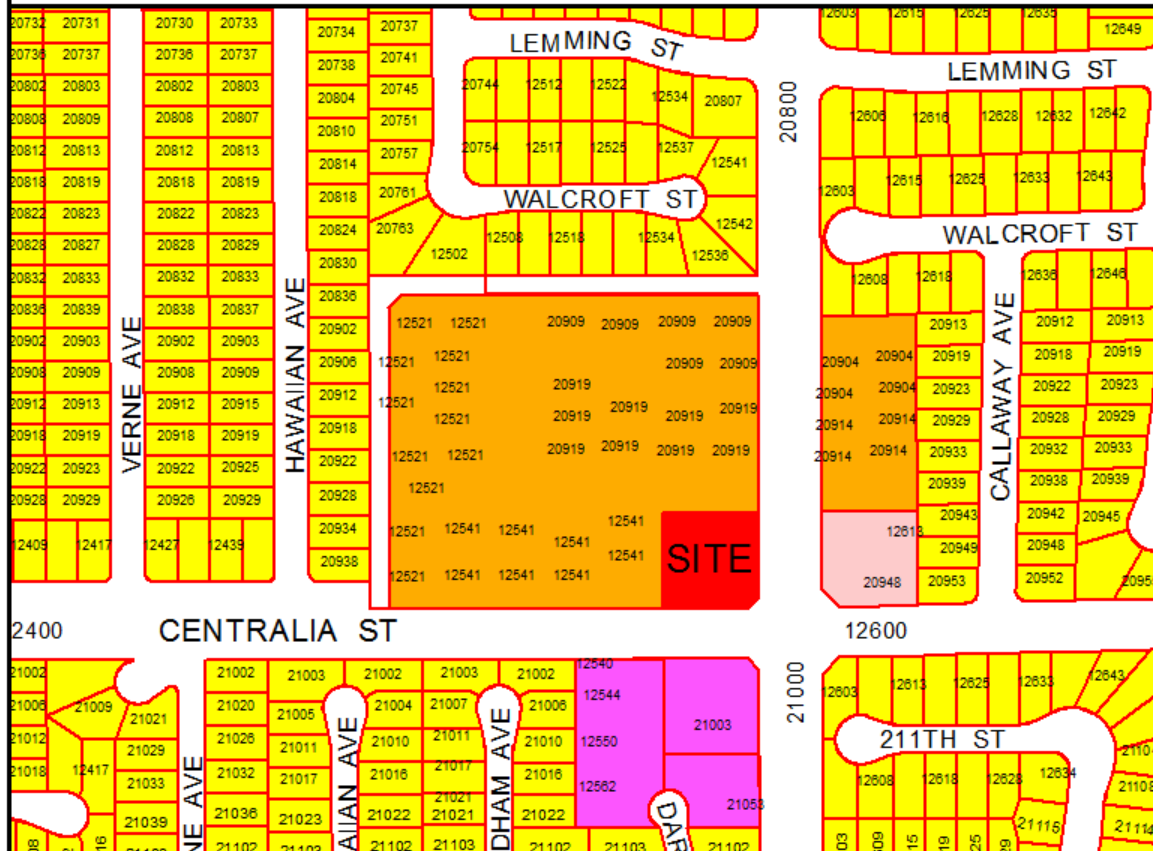 20732 20731 20730 20733 20734 20737 12603 12615 12625 12635 12649
LEMMING ST
20736 20737 20736 20737 20738 20741
LEMMING ST
20802 20803 20802 20803 20804 20745 20744 12512 12522 12534 20807 20800
20808 20809 20808 20807 20810 20751 12606 12616 12628 12632 12642
20812 20813 20812 20813 20814 20757 20754 12517 12525 12537 12541
20818 20819 20818 20819 20818 20761 12603 12615 12625 12633 12643
WALCROFT ST
20822 20823 20822 20823 20824 20763 12508 12518 12534 12542
WALCROFT ST
20828 20827 20828 20829 20830 12502 12536
20832 20833 20832 20833 20836 12608 12618 12636 12646
20836 20839 20838 20837 20902 12521 12521 20909 20909 20909 20909 20913 20912 20913
VERNE AVE
HAWAIIAN AVE
CALLAWAY AVE
20902 20903 20902 20903 20906 12521 12521 20909 20909 20904 20904 20919 20918 20919
20908 20909 20908 20909 20912 12521 12521 20919 20904 20904 20923 20922 20923
20912 20913 20912 20915 20918 12521 20919 20919 20919 20919 20914 20914 20929 20928 20929
20918 20919 20918 20919 20922 12521 12521 20919 20919 20919 20919 20914 20914 20933 20932 20933
20922 20923 20922 20925 20928 12521 20939 20938 20939
20928 20929 20926 20929 20934 12521 12541 12541 12541 12541 12541 12613 20943 20942 20945
12409 12417 12427 12439 20938 12521 12541 12541 12541 20949 20948
SITE
20948 20953 20952
2400 CENTRALIA ST 12600
21002 21002 21003 21002 21003 21002 12540 21000
21006 21009 21021 21020 21005 21004 21007 21006 12544 21003 12603 12613 12625 12633 12643
21012 21029 21026 21011 21010 21011 21010 12550
211TH ST
21018 12417 21033 21032 21017 21016 21017 21016 12562 12608 12618 12628 12634 21108
21039 21036 21023 21022 21021 21021 21022 21053 21115 21114
NE AVE
AIIAN AVE
DHAM AVE
DAR
21102 21103 21102 21103 21102 21103 21102